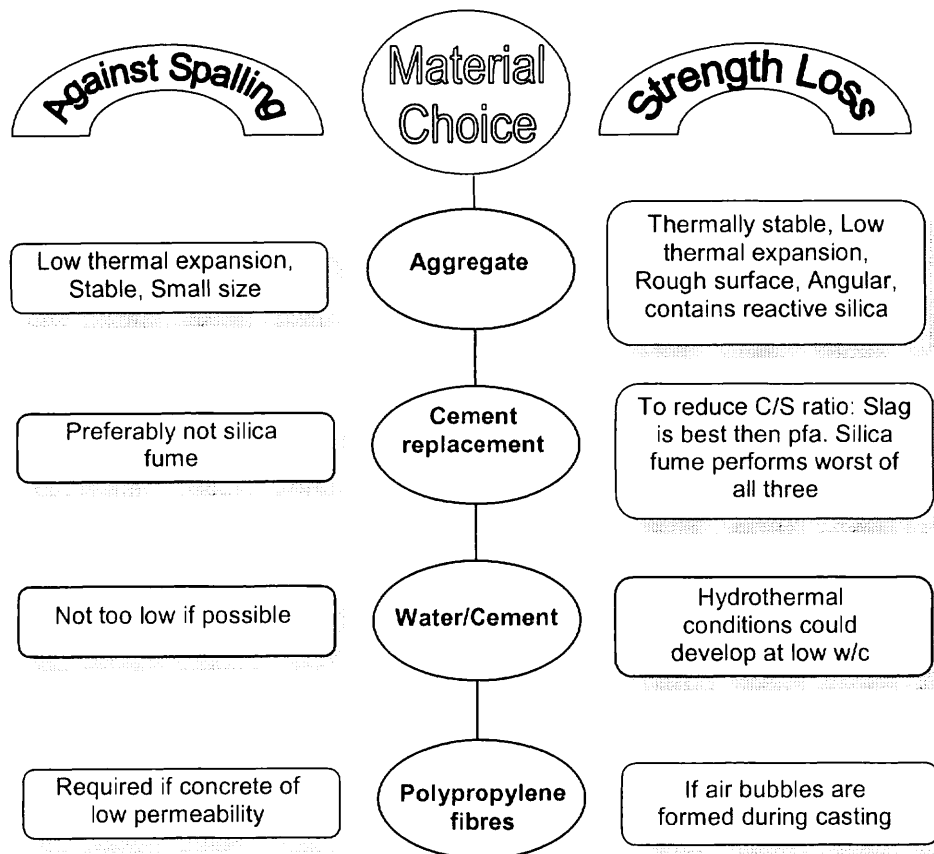 Against Spalling
Material
Choice
Strength Loss
Low thermal expansion,
Stable, Small size
Aggregate
Thermally stable, Low
thermal expansion,
Rough surface, Angular,
contains reactive silica
Preferably not silica
fume
Cement
replacement
To reduce C/S ratio: Slag
is best then pfa. Silica
fume performs worst of
all three
Not too low if possible
Water/Cement
Hydrothermal
conditions could
develop at low w/c
Required if concrete of
low permeability
Polypropylene
fibres
If air bubbles are
formed during casting